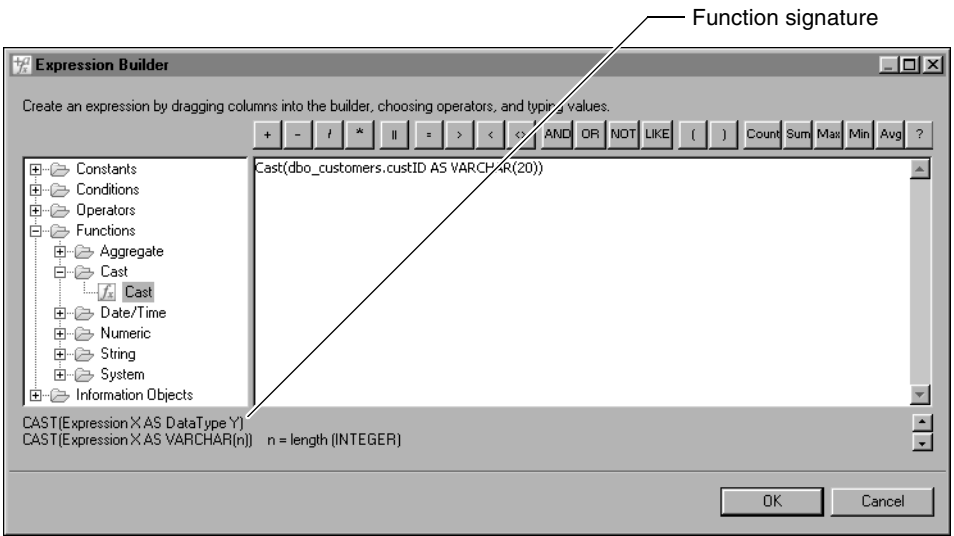 Function signature
Expression Builder
Create an expression by dragging columns into the builder, choosing operators, and typing values.
+ - / * || = > < <> AND OR NOT LIKE ( ) Count Sum Max Min Avg ?
Constants
Conditions
Operators
Functions
Aggregate
Cast
Cast
Date/Time
Numeric
String
System
Information Objects
Cast(dbo_customers.custID AS VARCHAR(20))
CAST(Expression X AS DataType Y)
CAST(Expression X AS VARCHAR(n)) n = length (INTEGER)
OK Cancel